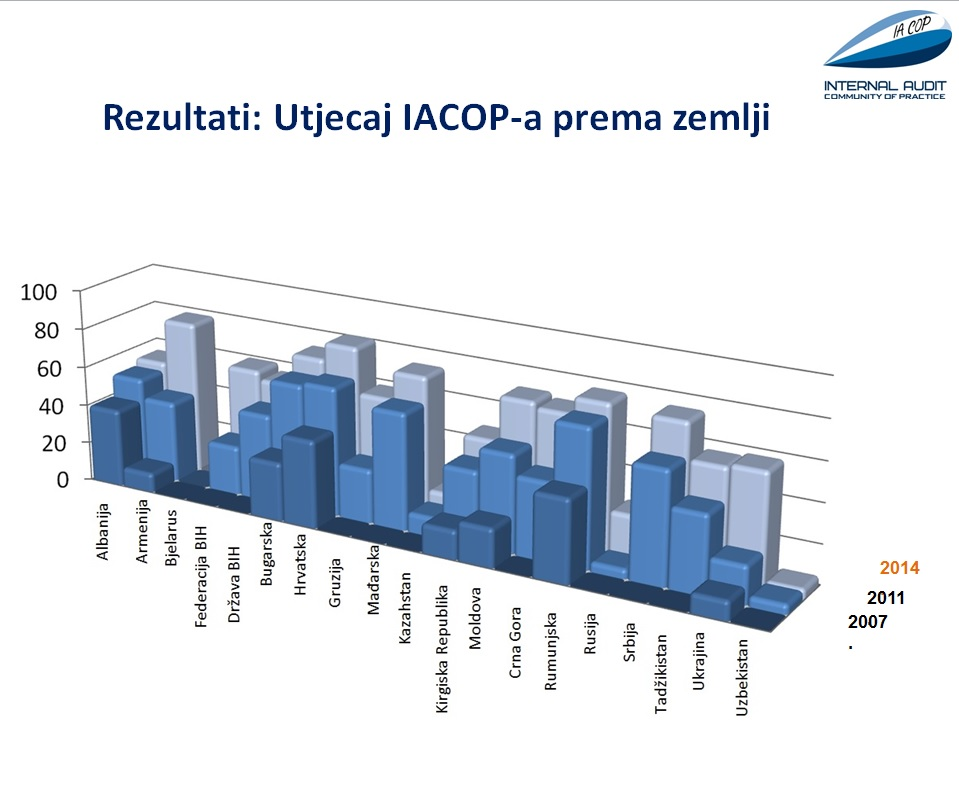 IA COP
INTERNAL AUDIT
COMMUNITY OF PRACTICE
Rezultati: Utjecaj IACOP-a prema zemlji
100
80
60
40
20
0
Albanija
Armenija
Bjelarus
Federacija BIH
Država BIH
Bugarska
Hrvatska
Gruzija
Mađarska
Kazahstan
Kirgiska Republika
Moldova
Crna Gora
Rumunjska
Rusija
Srbija
Tadžikistan
Ukrajina
Uzbekistan
2014
2011
2007
.